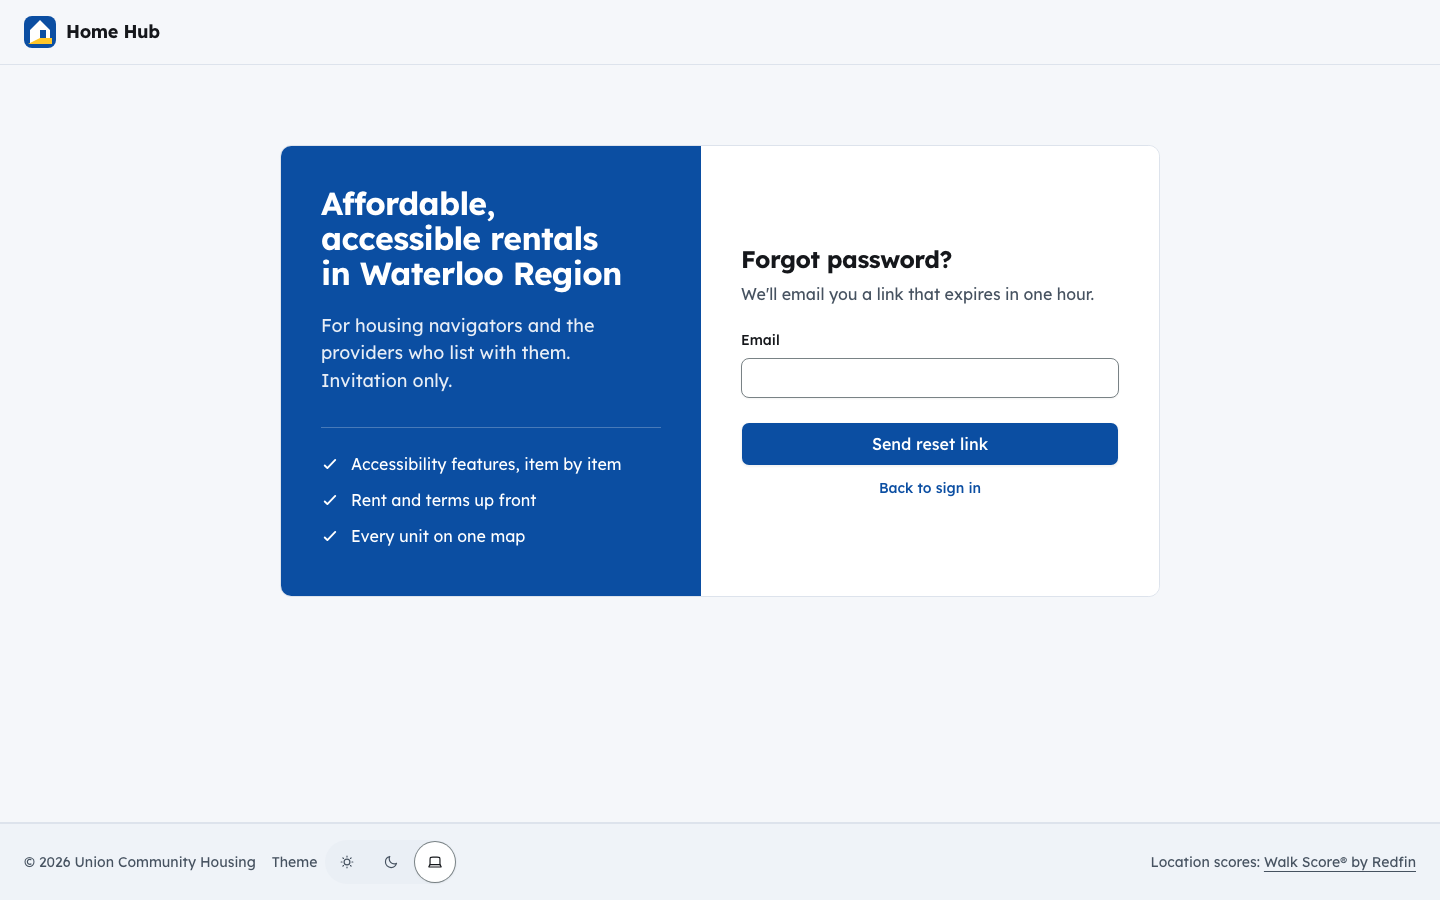 Home Hub
Affordable,
accessible rentals
in Waterloo Region
For housing navigators and the
providers who list with them.
Invitation only.
Accessibility features, item by item
Rent and terms up front
Every unit on one map
Forgot password?
We'll email you a link that expires in one hour.
Email
Send reset link
Back to sign in
© 2026 Union Community Housing
Theme
Location scores: Walk Score® by Redfin